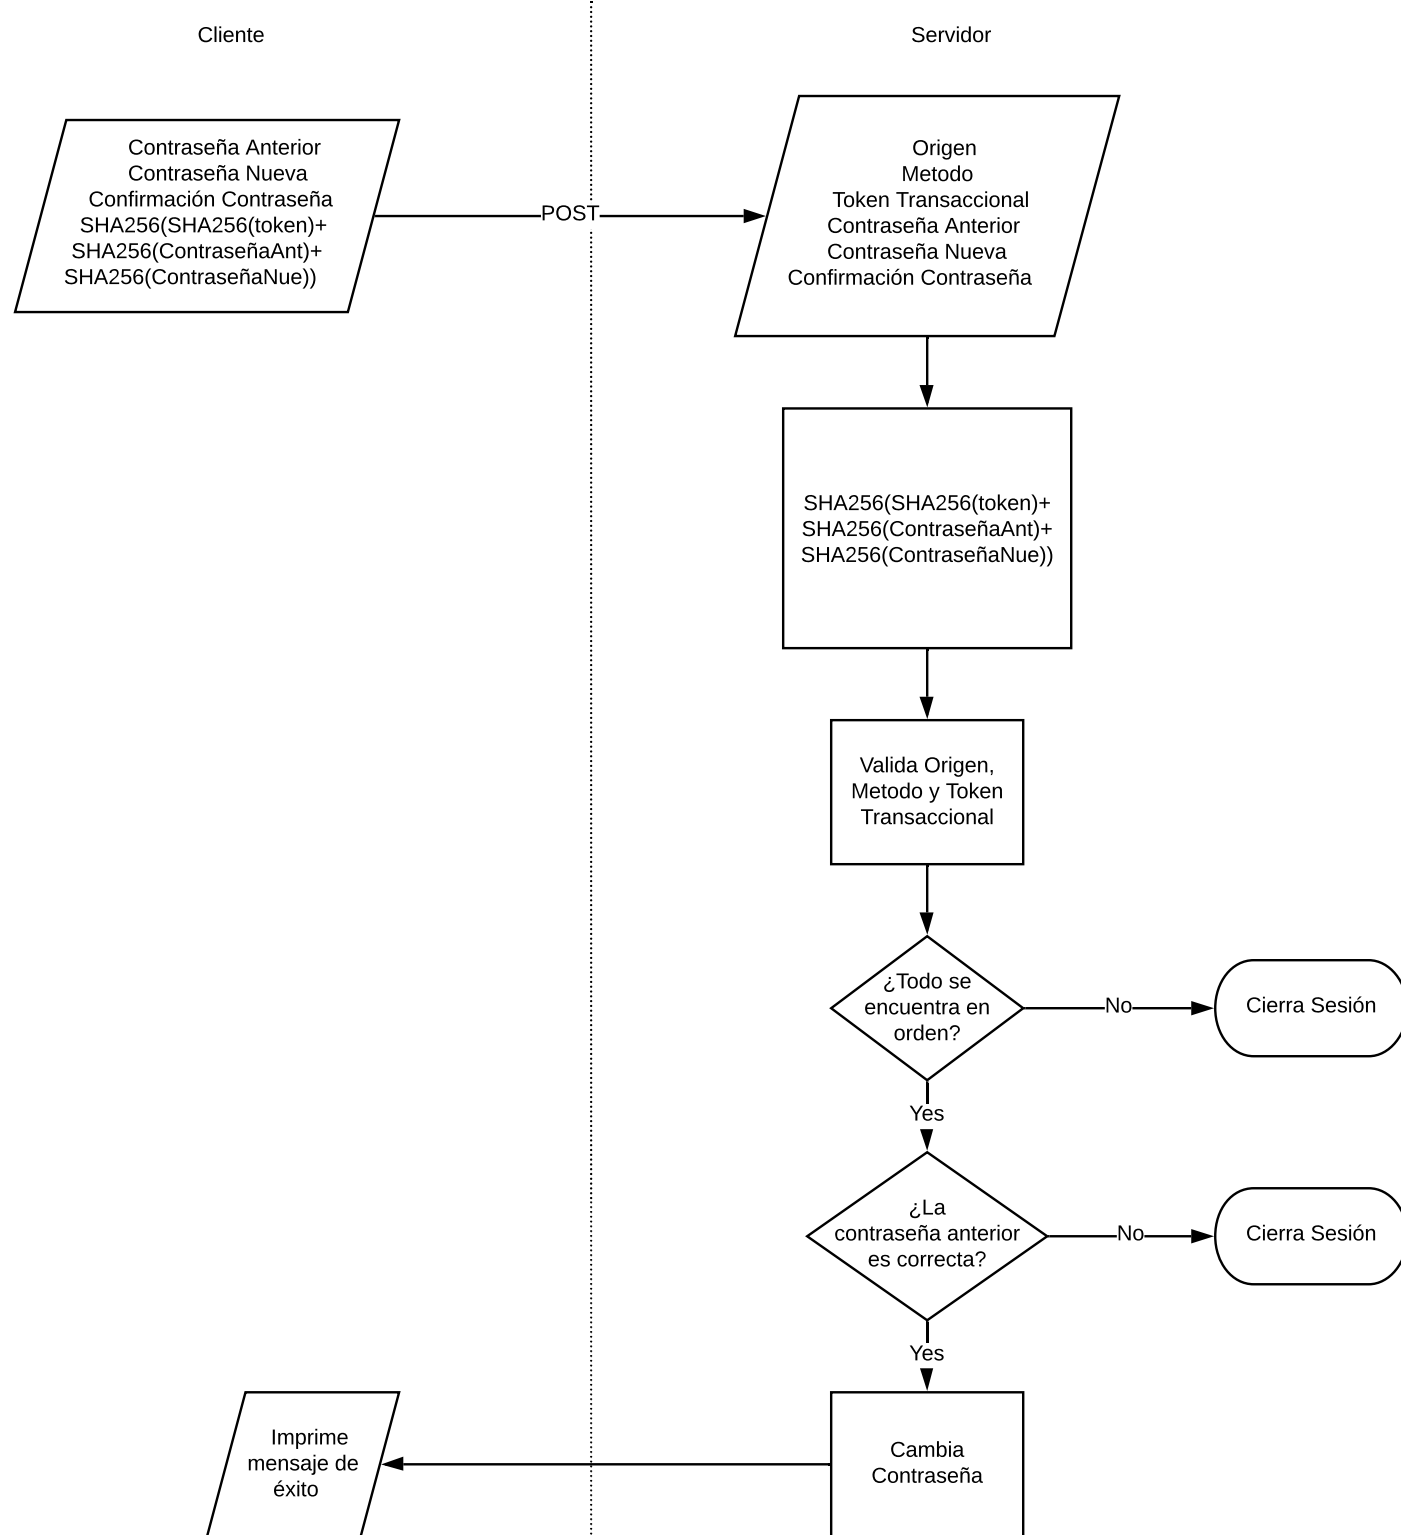 Cliente
Servidor
Contraseña Anterior
Contraseña Nueva
Confirmación Contraseña
SHA256(SHA256(token)+
SHA256(ContraseñaAnt)+
SHA256(ContraseñaNue))
POST
Origen
Metodo
Token Transaccional
Contraseña Anterior
Contraseña Nueva
Confirmación Contraseña
SHA256(SHA256(token)+
SHA256(ContraseñaAnt)+
SHA256(ContraseñaNue))
Valida Origen,
Metodo y Token
Transaccional
¿Todo se
encuentra en
orden?
No
Cierra Sesión
Yes
¿La
contraseña anterior
es correcta?
No
Cierra Sesión
Yes
Cambia
Contraseña
Imprime
mensaje de
éxito